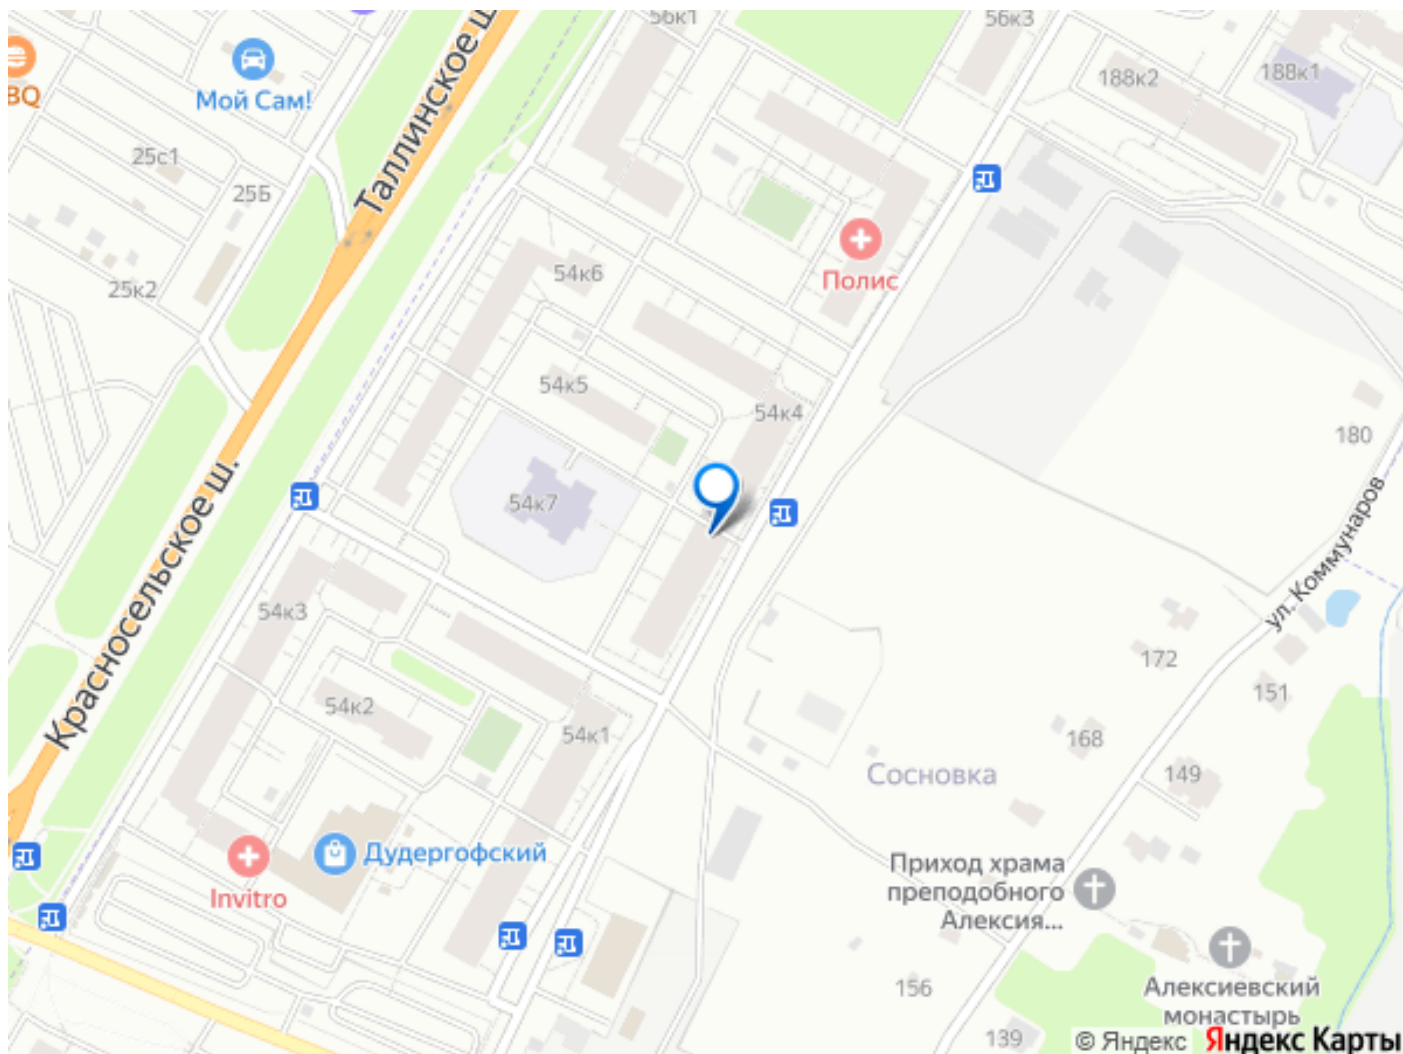 56к1
56к3
Таллинское ш.
188к2
188к1
BQ
Мой Сам!
25с1
25Б
Полис
54к6
25к2
54к5
54к4
180
54к7
Красносельское ш.
ул. Коммунаров
54к3
172
151
54к2
54к1
168
149
Сосновка
Дудергофский
Invitro
Приход храма
преподобного
Алексия...
156
Алексиевский
монастырь
139
© Яндекс Яндекс Карты